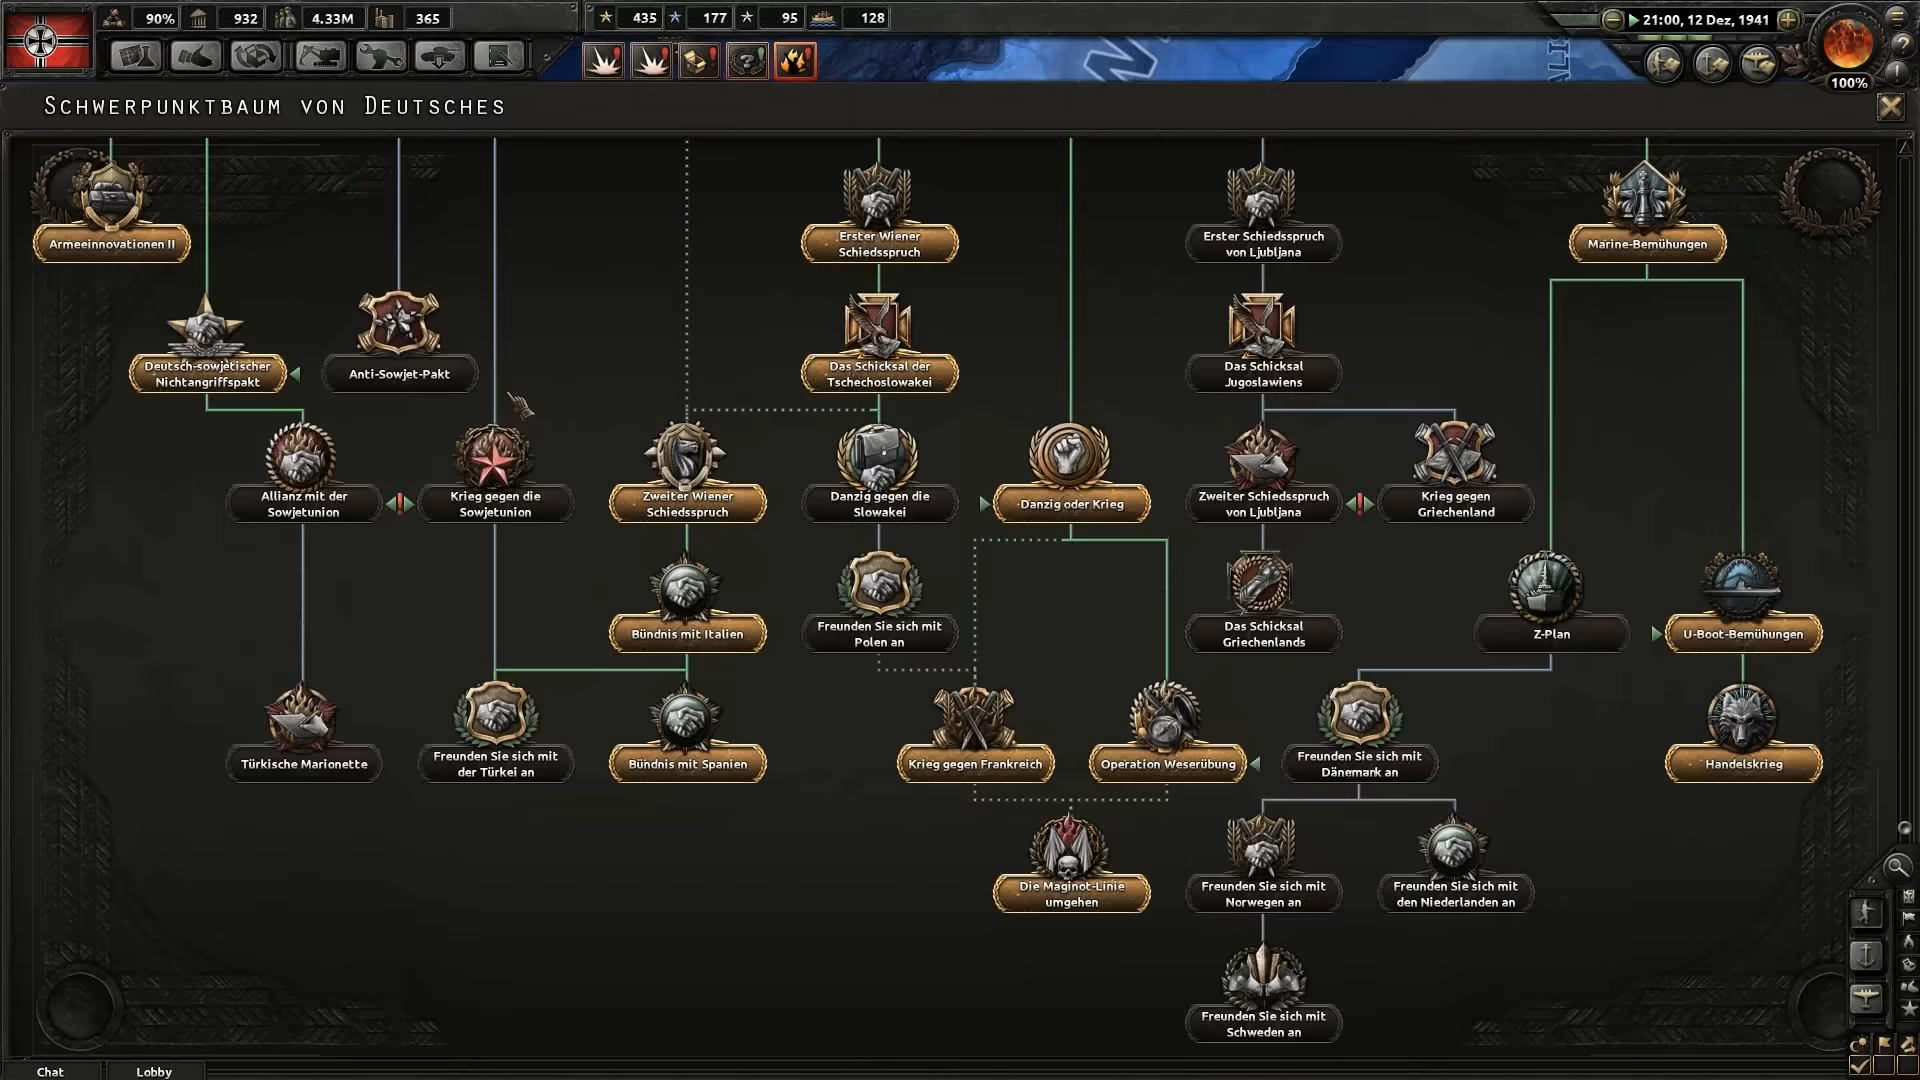 90%
932
4.33M
365
435
177
95
128
21:00, 12 Dez, 1941
100%
Schwerpunktbaum von Deutsches
Armeeinnovationen II
Erster Wiener
Schiedsspruch
Erster Schiedsspruch
von Ljubljana
Marine-Bemühungen
Deutsch-sowjetischer
Nichtangriffspakt
Anti-Sowjet-Pakt
Das Schicksal der
Tschechoslowakei
Das Schicksal
Jugoslawiens
Allianz mit der
Sowjetunion
Krieg gegen die
Sowjetunion
Zweiter Wiener
Schiedsspruch
Danzig gegen die
Slowakei
Danzig oder Krieg
Zweiter Schiedsspruch
von Ljubljana
Krieg gegen
Griechenland
Bündnis mit Italien
Freunden Sie sich mit
Polen an
Das Schicksal
Griechenlands
Z-Plan
U-Boot-Bemühungen
Türkische Marionette
Freunden Sie sich mit
der Türkei an
Bündnis mit Spanien
Krieg gegen Frankreich
Operation Weserübung
Freunden Sie sich mit
Dänemark an
Handelskrieg
Die Maginot-Linie
umgehen
Freunden Sie sich mit
Norwegen an
Freunden Sie sich mit
den Niederlanden an
Freunden Sie sich mit
Schweden an
Chat
Lobby